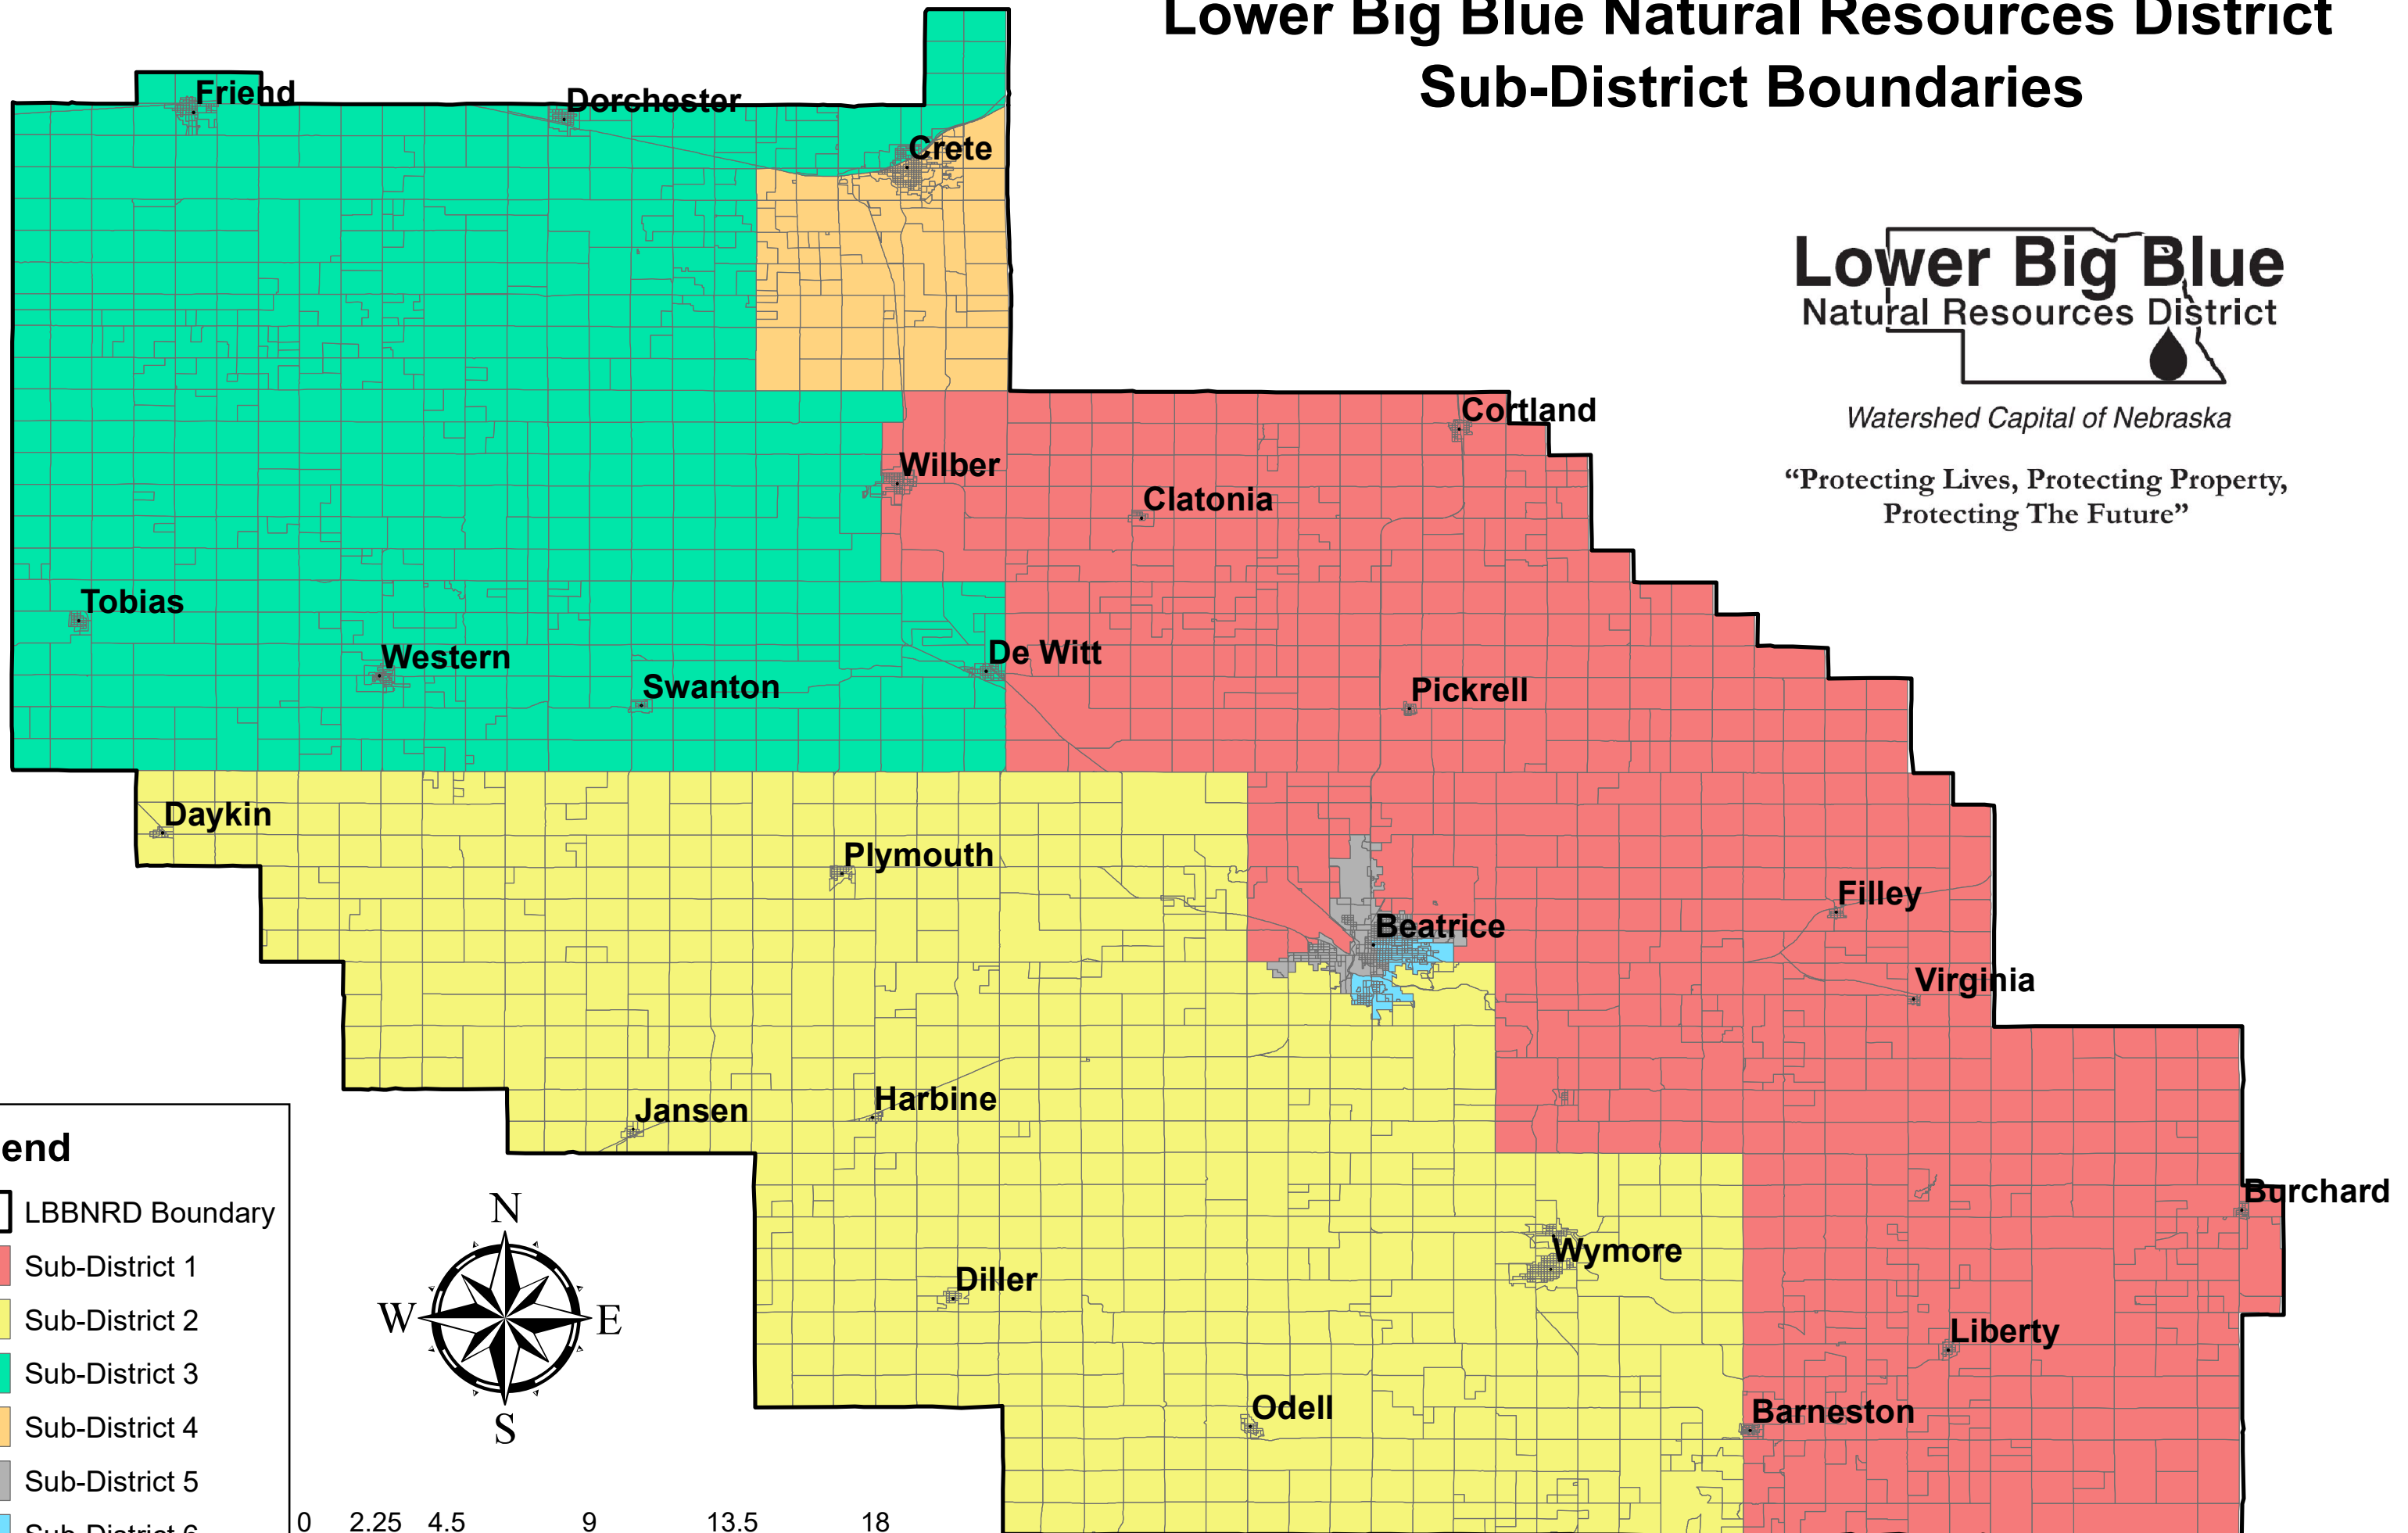 Lower Big Blue Natural Resources District
Sub-District Boundaries
Friend
Dorchester
Crete
Lower Big Blue
Natural Resources District
Watershed Capital of Nebraska
“Protecting Lives, Protecting Property,
Protecting The Future”
Cortland
Wilber
Clatonia
Tobias
Western
De Witt
Swanton
Pickrell
Daykin
Plymouth
Filley
Beatrice
Virginia
Harbine
Jansen
Burchard
Wymore
Diller
Liberty
Odell
Barneston
end
LBBNRD Boundary
Sub-District 1
Sub-District 2
Sub-District 3
Sub-District 4
Sub-District 5
Sub-District 6
N
W
E
S
0 2.25 4.5 9 13.5 18